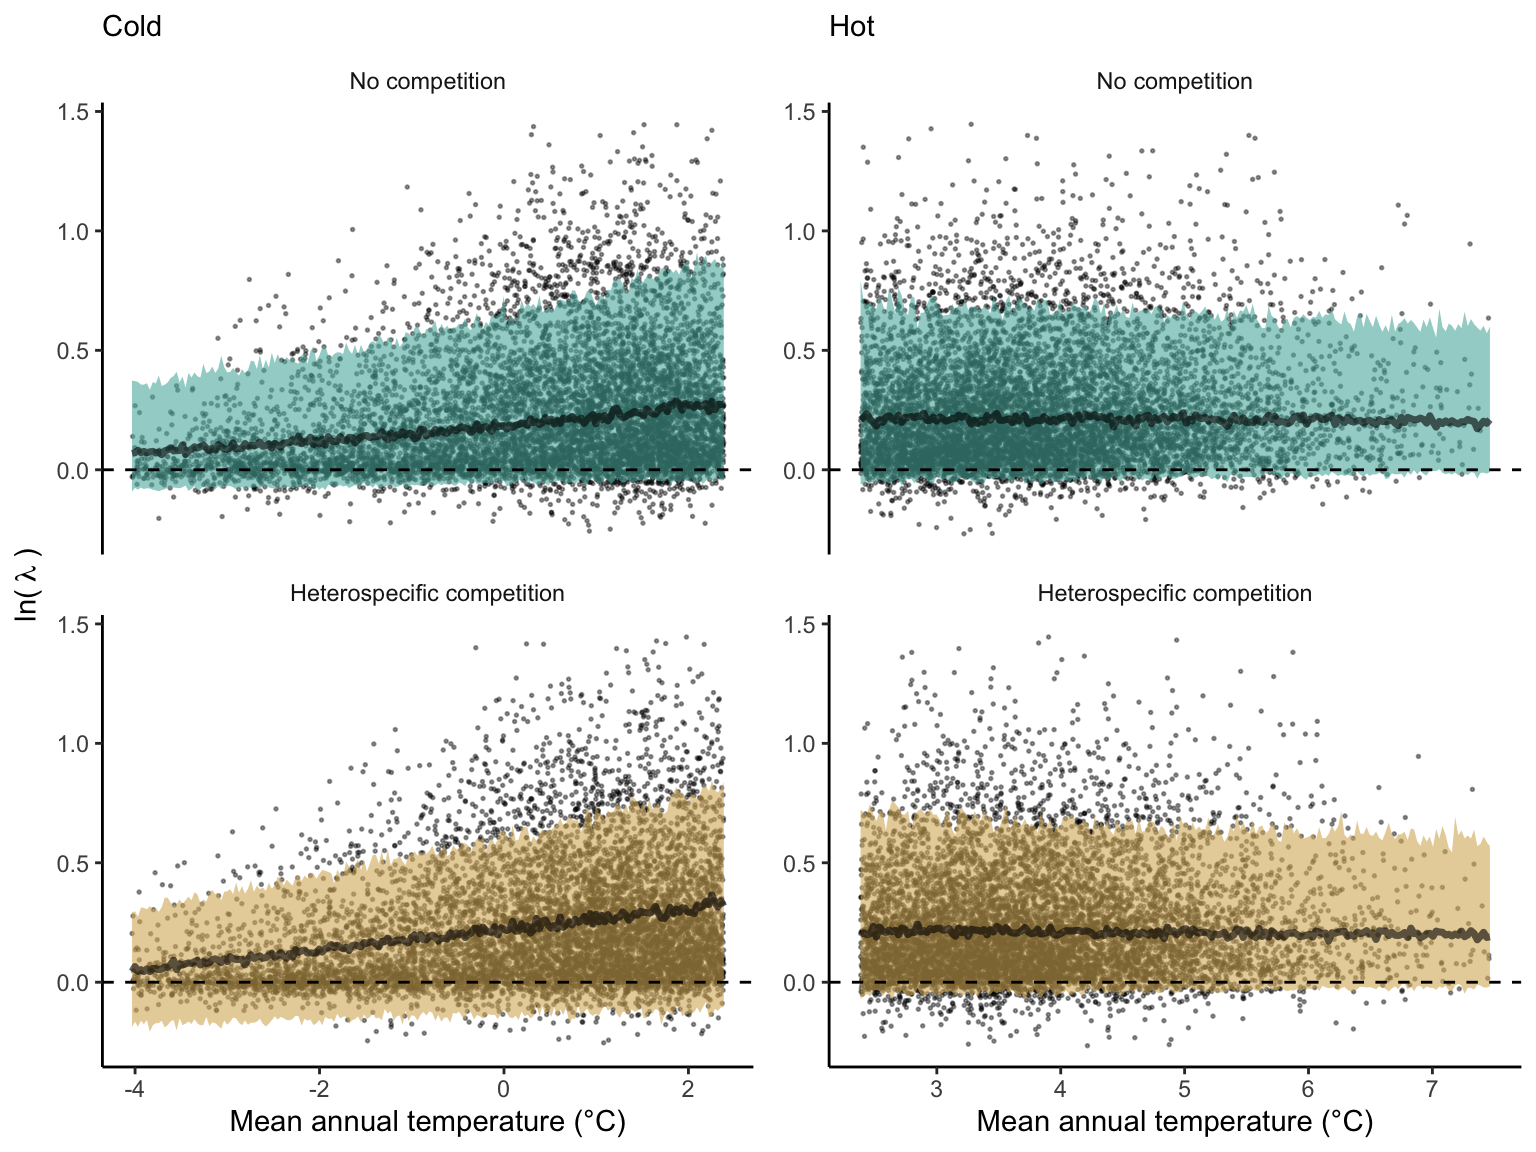 Cold
Hot
No competition
No competition
1.5
1.0
0.5
0.0
1.5
1.0
0.5
0.0
ln( λ )
Heterospecific competition
Heterospecific competition
1.5
1.0
0.5
0.0
1.5
1.0
0.5
0.0
-4 -2 0 2
3 4 5 6 7
Mean annual temperature (°C)
Mean annual temperature (°C)